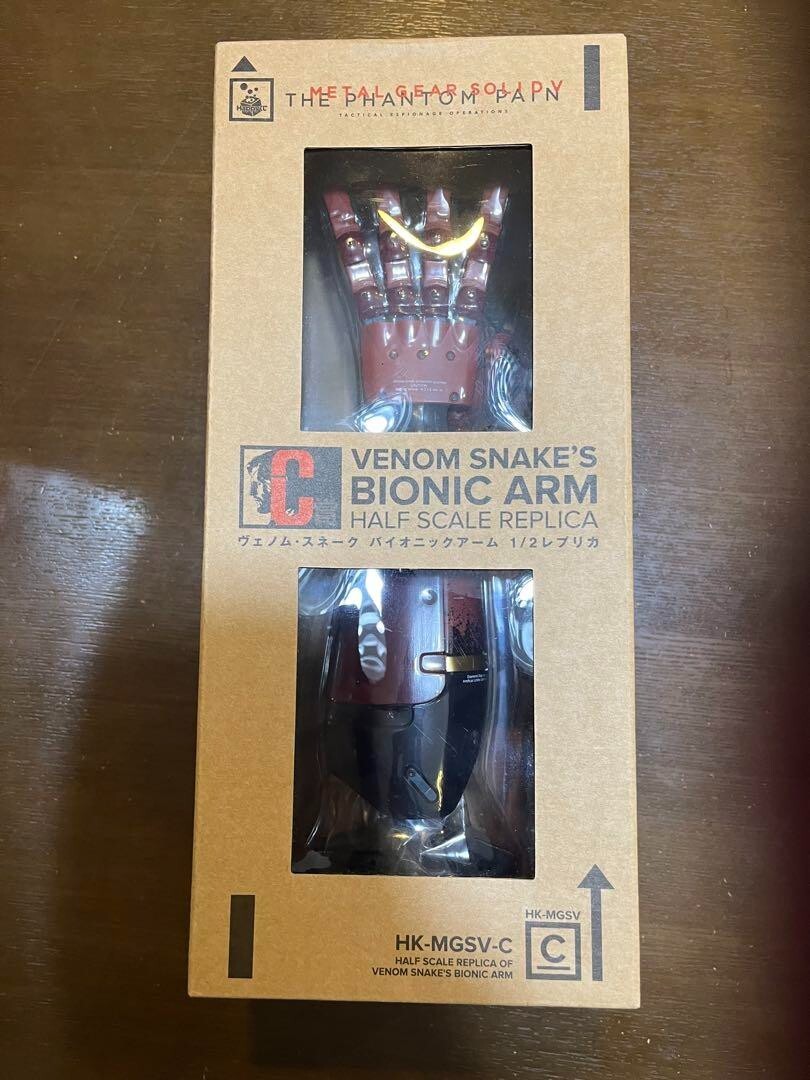 METAL GEAR SOLID V
THE PHANTOM PAIN
TACTICAL ESPIONAGE OPERATIONS
C
VENOM SNAKE'S
BIONIC ARM
HALF SCALE REPLICA
ヴェノム・スネーク バイオニックアーム 1/2レプリカ
HK-MGSV
C
HK-MGSV-C
HALF SCALE REPLICA OF
VENOM SNAKE'S BIONIC ARM